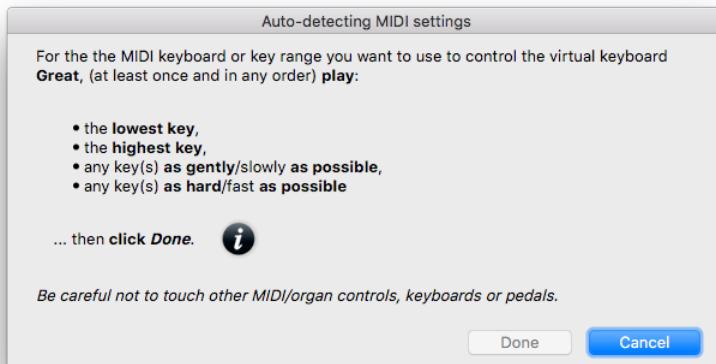 Auto-detecting MIDI settings
For the the MIDI keyboard or key range you want to use to control the virtual keyboard
Great, (at least once and in any order) play:
• the lowest key,
• the highest key,
• any key(s) as gently/slowly as possible,
• any key(s) as hard/fast as possible
... then click Done.
i
Be careful not to touch other MIDI/organ controls, keyboards or pedals.
Done
Cancel